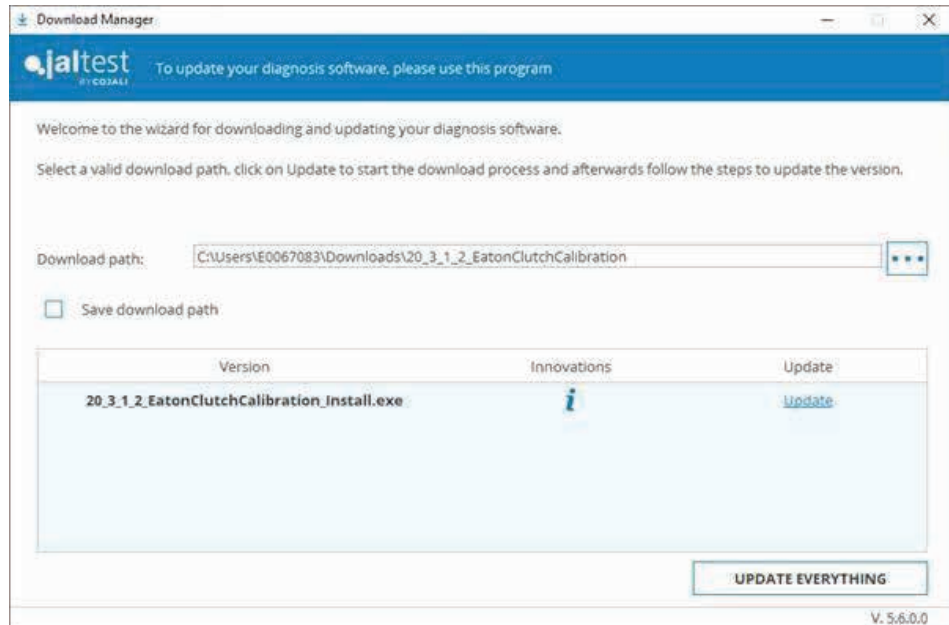 Download Manager
jaltest
BY COJALI
To update your diagnosis software, please use this program
Welcome to the wizard for downloading and updating your diagnosis software.
Select a valid download path, click on Update to start the download process and afterwards follow the steps to update the version.
Download path:
C:\Users\E0067083\Downloads\20_3_1_2_EatonClutchCalibration
Save download path
Version Innovations Update
20_3_1_2_EatonClutchCalibration_Install.exe i Update
UPDATE EVERYTHING
V. 5.6.0.0